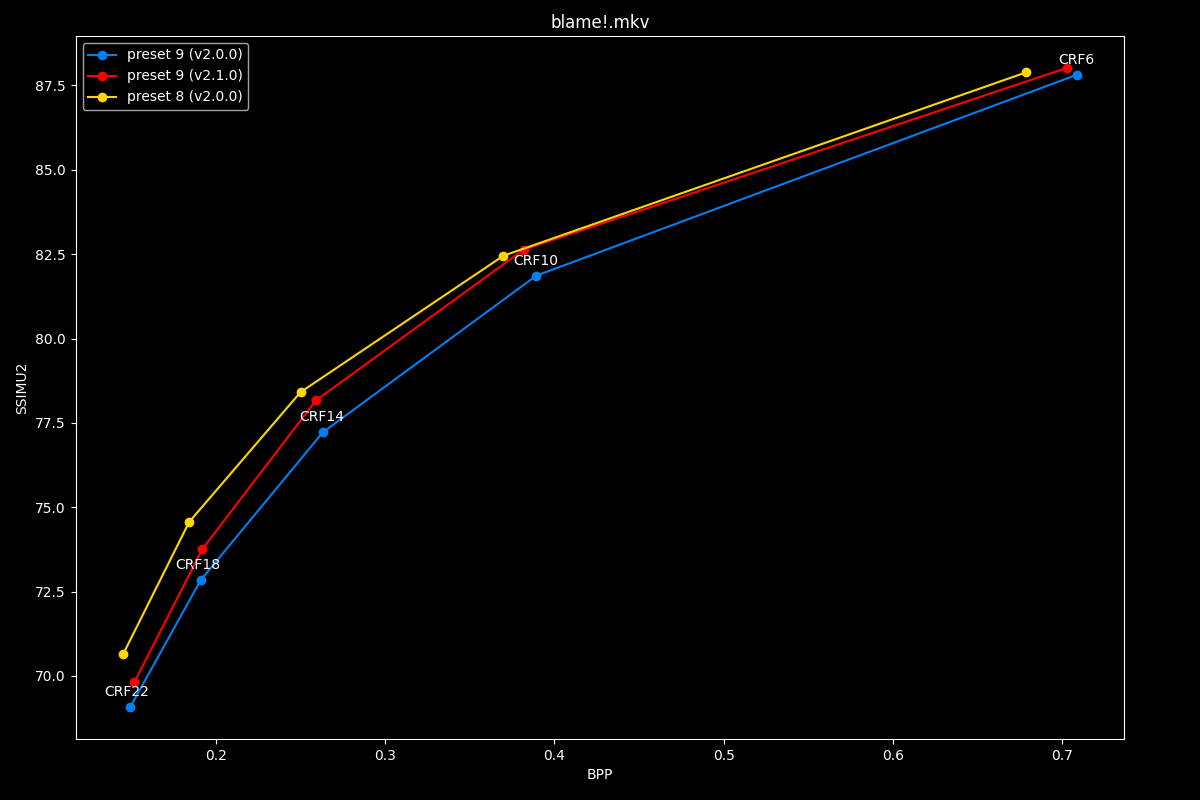 blame!.mkv
preset 9 (v2.0.0)
preset 9 (v2.1.0)
preset 8 (v2.0.0)
CRF6
CRF10
CRF14
CRF18
CRF22
SSIMU2
87.5
85.0
82.5
80.0
77.5
75.0
72.5
70.0
0.2 0.3 0.4 0.5 0.6 0.7
BPP